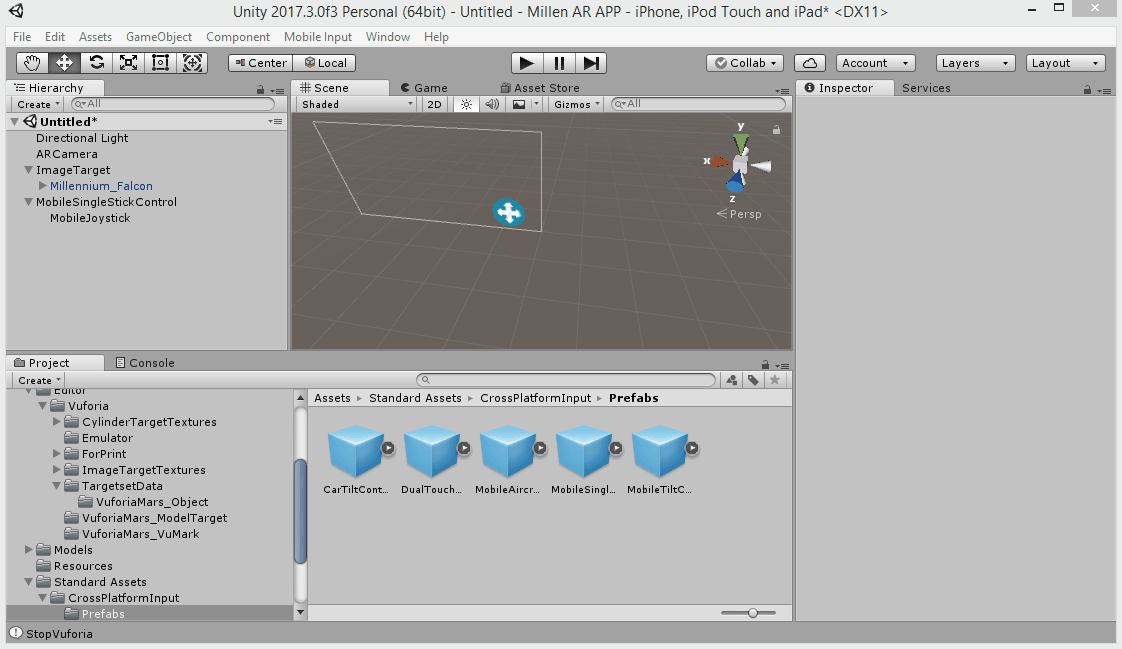 Unity 2017.3.0f3 Personal (64bit) - Untitled - Millen AR APP - iPhone, iPod Touch and iPad* <DX11>
File Edit Assets GameObject Component Mobile Input Window Help
Center Local Collab Account Layers Layout
Hierarchy
Create All
Untitled*
Directional Light
ARCamera
ImageTarget
Millennium_Falcon
MobileSingleStickControl
MobileJoystick
Scene Game Asset Store
Shaded 2D Gizmos All
y
x
z
Persp
Inspector Services
Project Console
Create
Editor
Vuforia
CylinderTargetTextures
Emulator
ForPrint
ImageTargetTextures
TargetsetData
VuforiaMars_Object
VuforiaMars_ModelTarget
VuforiaMars_VuMark
Models
Resources
Standard Assets
CrossPlatformInput
Prefabs
Assets Standard Assets CrossPlatformInput Prefabs
CarTiltCont... DualTouch... MobileAircr... MobileSingl... MobileTiltC...
StopVuforia